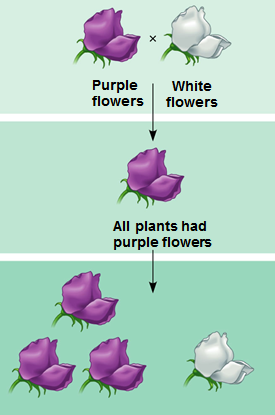 ×
Purple
flowers
White
flowers
All plants had
purple flowers